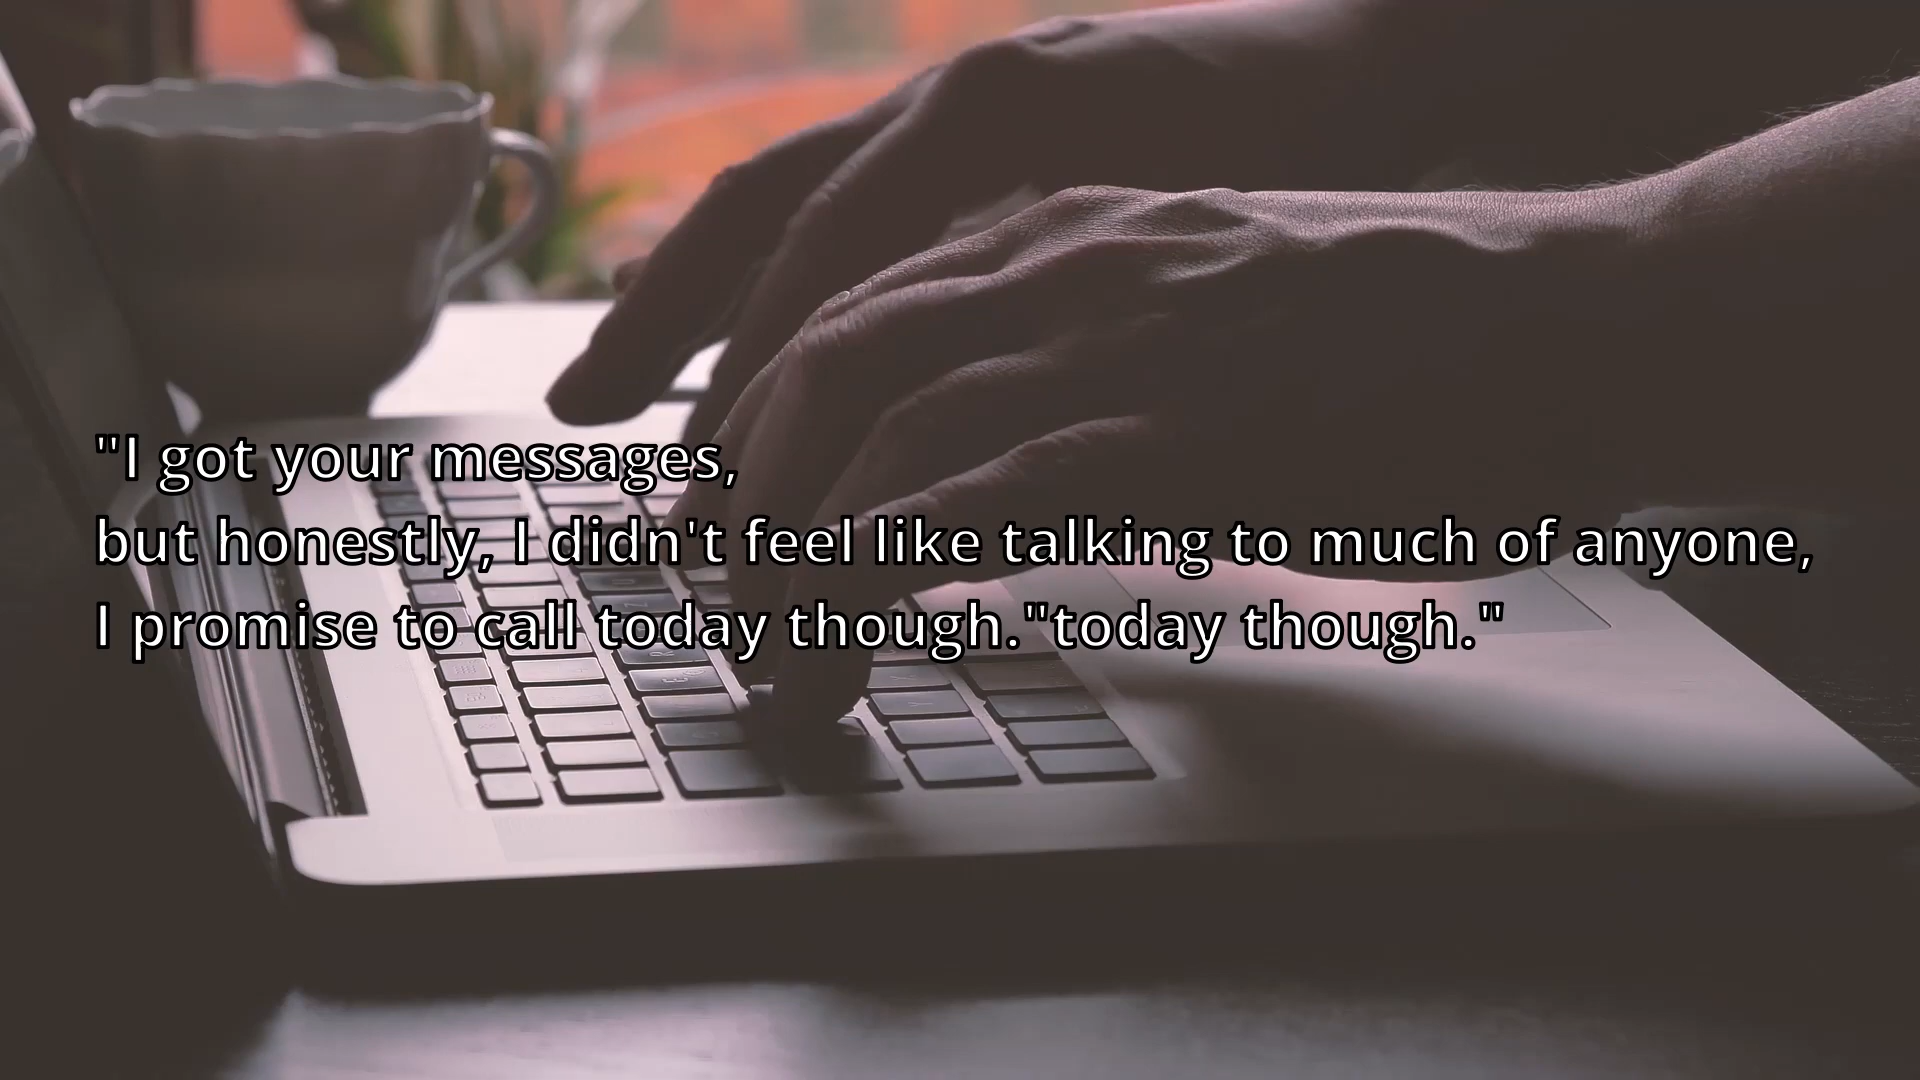 "I got your messages,
but honestly, I didn't feel like talking to much of anyone,
I promise to call today though."today though."